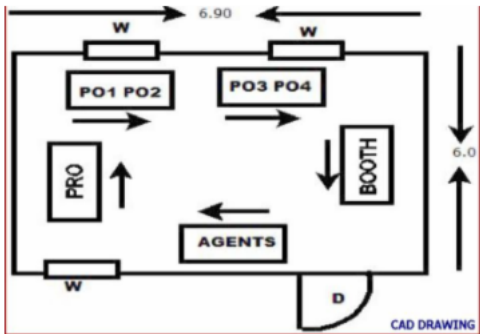 6.90
W
W
PO1 PO2
PO3 PO4
PRO
BOOTH
6.0
AGENTS
W
D
CAD DRAWING